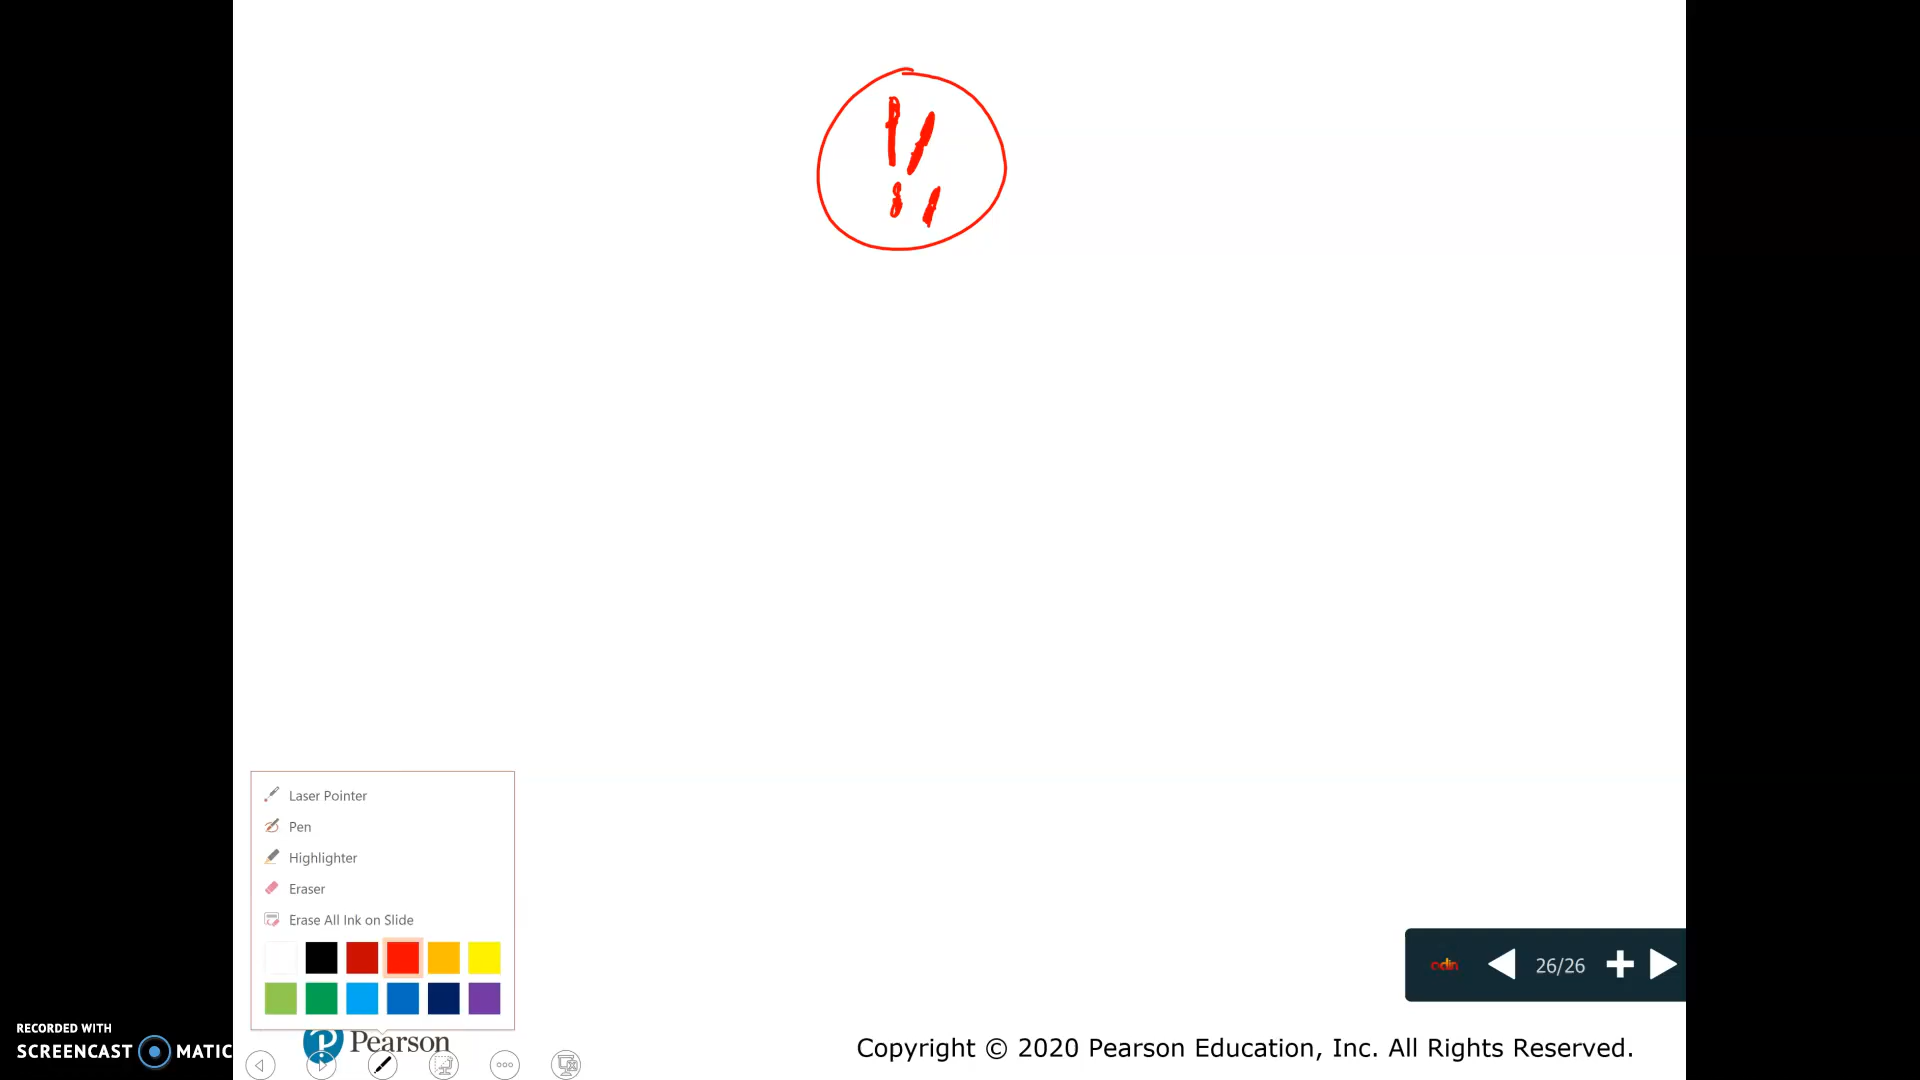 Laser Pointer
Pen
Highlighter
Eraser
Erase All Ink on Slide
odin
26/26
RECORDED WITH
SCREENCAST MATIC
Pearson
Copyright © 2020 Pearson Education, Inc. All Rights Reserved.